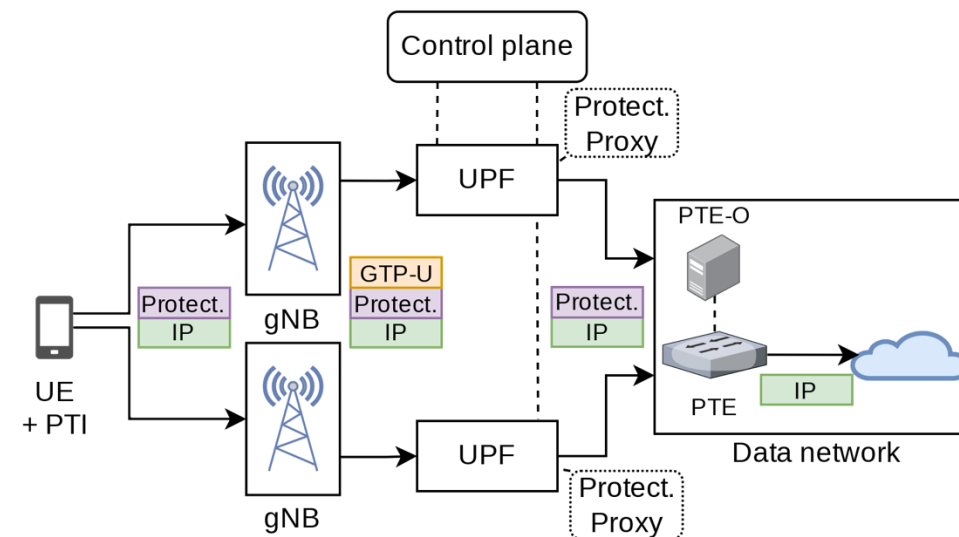 Control plane
Protect.
Proxy
UPF
PTE-O
GTP-U
Protect.
IP
Protect.
IP
Protect.
IP
gNB
UE
+ PTI
PTE
IP
Data network
UPF
Protect.
Proxy
gNB